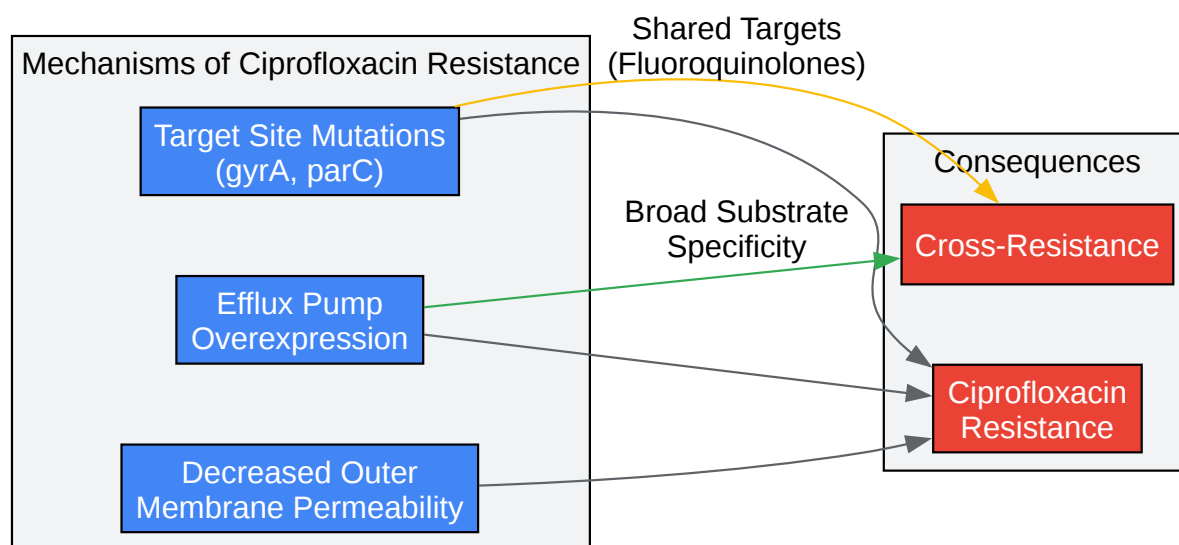 Mechanisms of Ciprofloxacin Resistance
Target Site Mutations
(gyrA, parC)
Efflux Pump
Overexpression
Decreased Outer
Membrane Permeability
Shared Targets
(Fluoroquinolones)
Broad Substrate
Specificity
Consequences
Cross-Resistance
Ciprofloxacin
Resistance